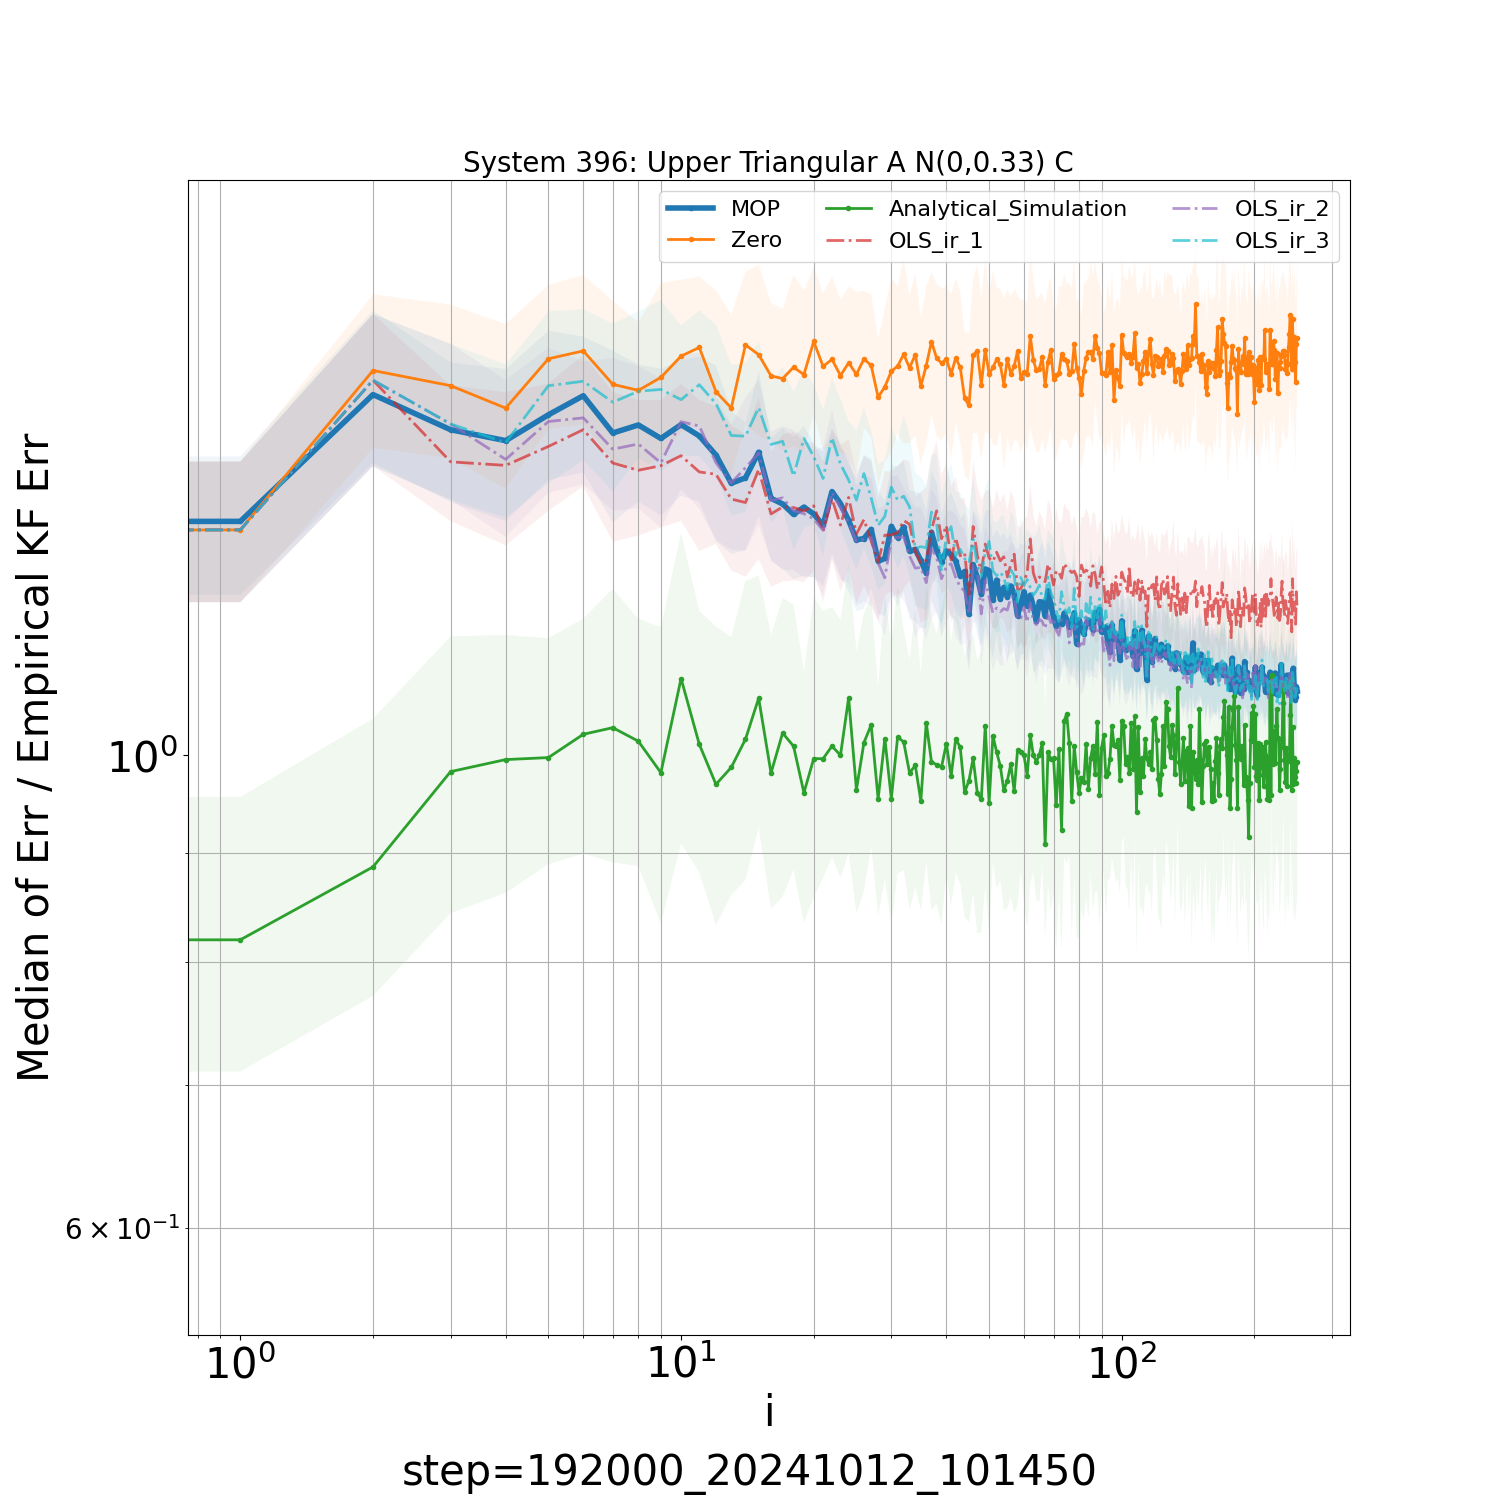 System 396: Upper Triangular A N(0,0.33) C
MOP
Zero
Analytical_Simulation
OLS_ir_1
OLS_ir_2
OLS_ir_3
Median of Err / Empirical KF Err
10⁰
6 × 10⁻¹
10⁰ 10¹ 10²
i
step=192000_20241012_101450